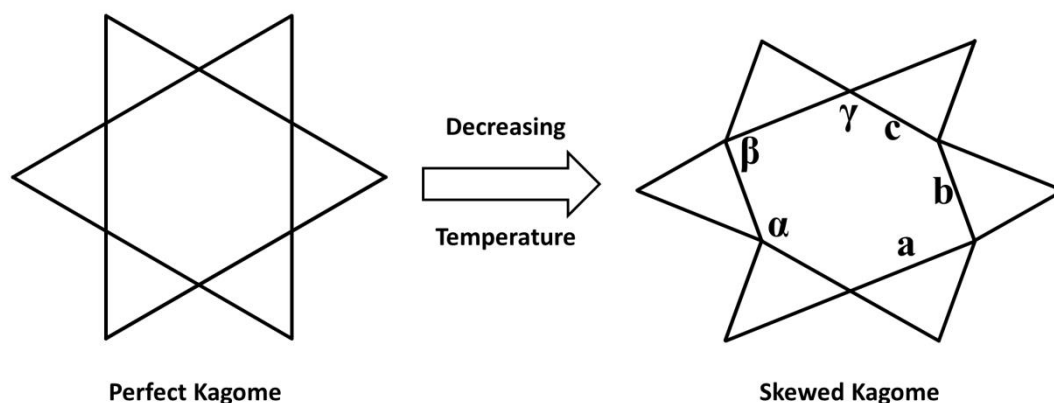 Decreasing
Temperature
γ
c
β
b
α
a
Perfect Kagome
Skewed Kagome